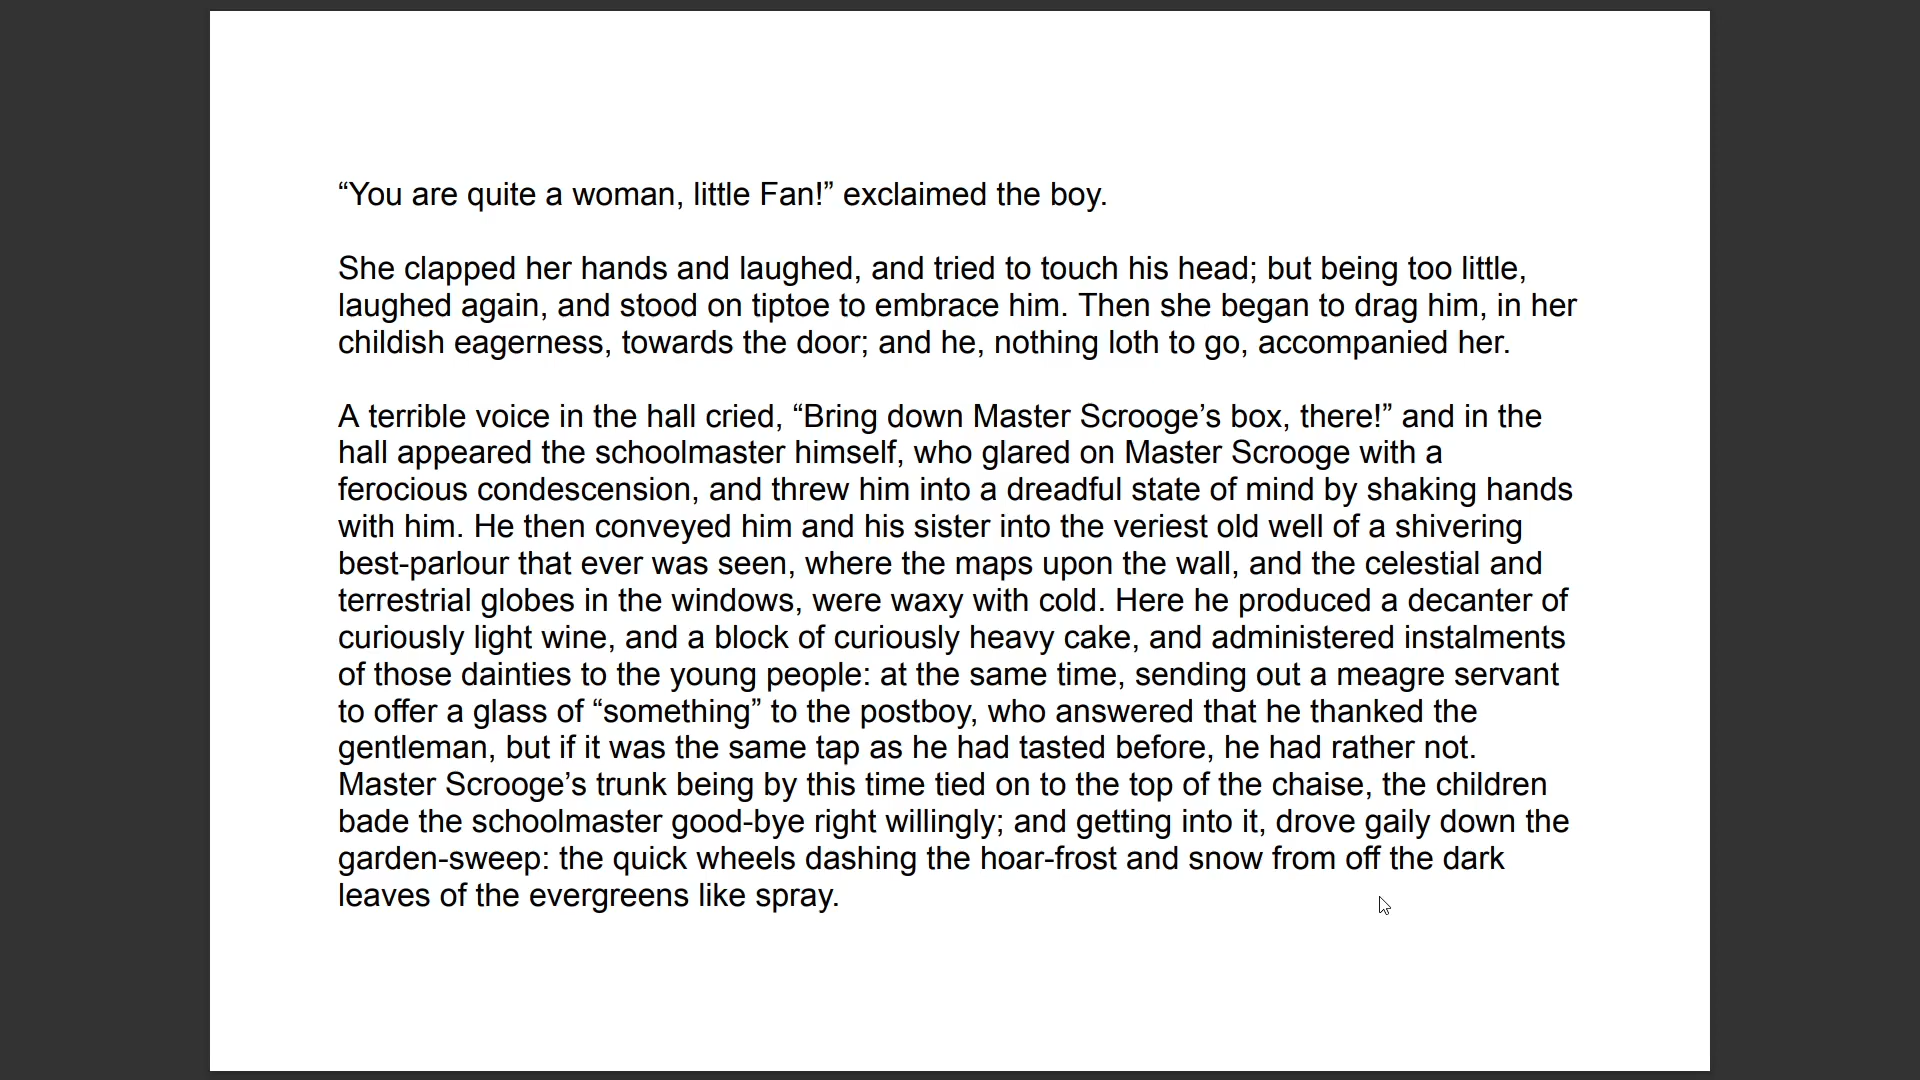 “You are quite a woman, little Fan!” exclaimed the boy.
She clapped her hands and laughed, and tried to touch his head; but being too little,
laughed again, and stood on tiptoe to embrace him. Then she began to drag him, in her
childish eagerness, towards the door; and he, nothing loth to go, accompanied her.
A terrible voice in the hall cried, “Bring down Master Scrooge’s box, there!” and in the
hall appeared the schoolmaster himself, who glared on Master Scrooge with a
ferocious condescension, and threw him into a dreadful state of mind by shaking hands
with him. He then conveyed him and his sister into the veriest old well of a shivering
best-parlour that ever was seen, where the maps upon the wall, and the celestial and
terrestrial globes in the windows, were waxy with cold. Here he produced a decanter of
curiously light wine, and a block of curiously heavy cake, and administered instalments
of those dainties to the young people: at the same time, sending out a meagre servant
to offer a glass of “something” to the postboy, who answered that he thanked the
gentleman, but if it was the same tap as he had tasted before, he had rather not.
Master Scrooge’s trunk being by this time tied on to the top of the chaise, the children
bade the schoolmaster good-bye right willingly; and getting into it, drove gaily down the
garden-sweep: the quick wheels dashing the hoar-frost and snow from off the dark
leaves of the evergreens like spray.